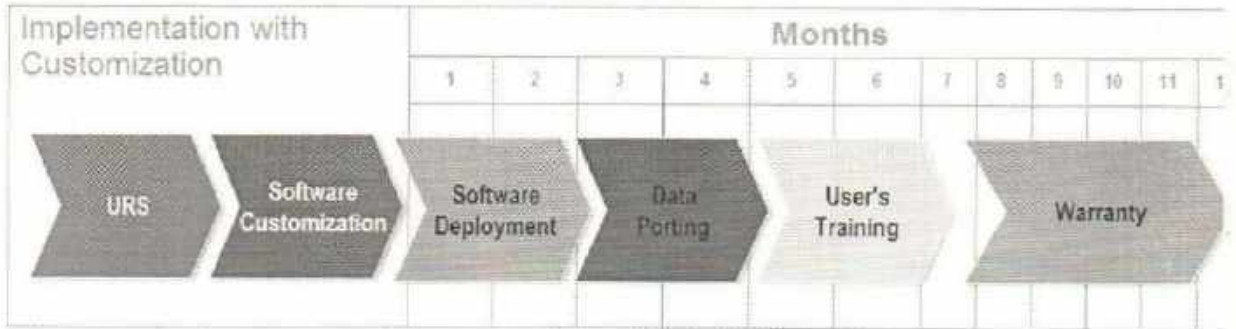 Implementation with
Customization
Months
1 2 3 4 5 6 7 8 9 10 11 1
URS
Software
Customization
Software
Deployment
Data
Porting
User's
Training
Warranty